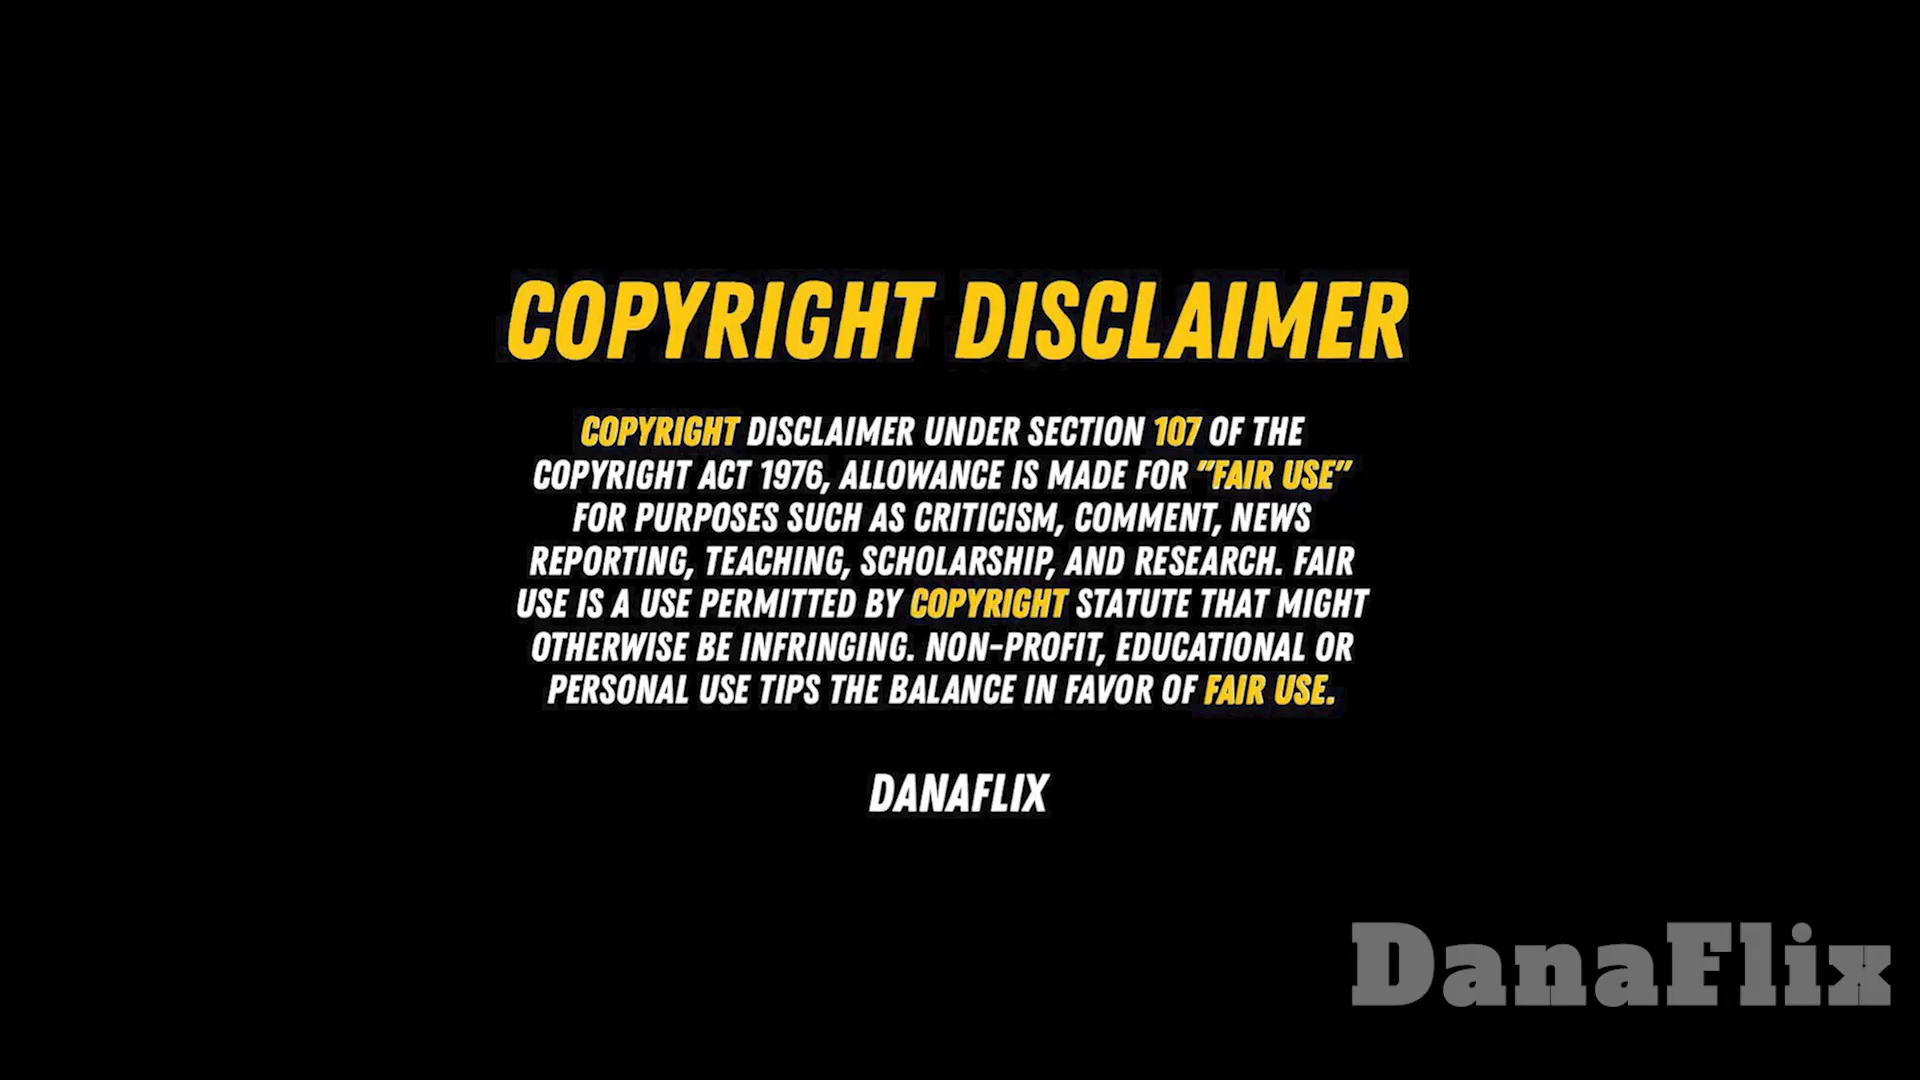 COPYRIGHT DISCLAIMER
COPYRIGHT DISCLAIMER UNDER SECTION 107 OF THE
COPYRIGHT ACT 1976, ALLOWANCE IS MADE FOR "FAIR USE"
FOR PURPOSES SUCH AS CRITICISM, COMMENT, NEWS
REPORTING, TEACHING, SCHOLARSHIP, AND RESEARCH. FAIR
USE IS A USE PERMITTED BY COPYRIGHT STATUTE THAT MIGHT
OTHERWISE BE INFRINGING. NON-PROFIT, EDUCATIONAL OR
PERSONAL USE TIPS THE BALANCE IN FAVOR OF FAIR USE.
DANAFLIX
DanaFlix